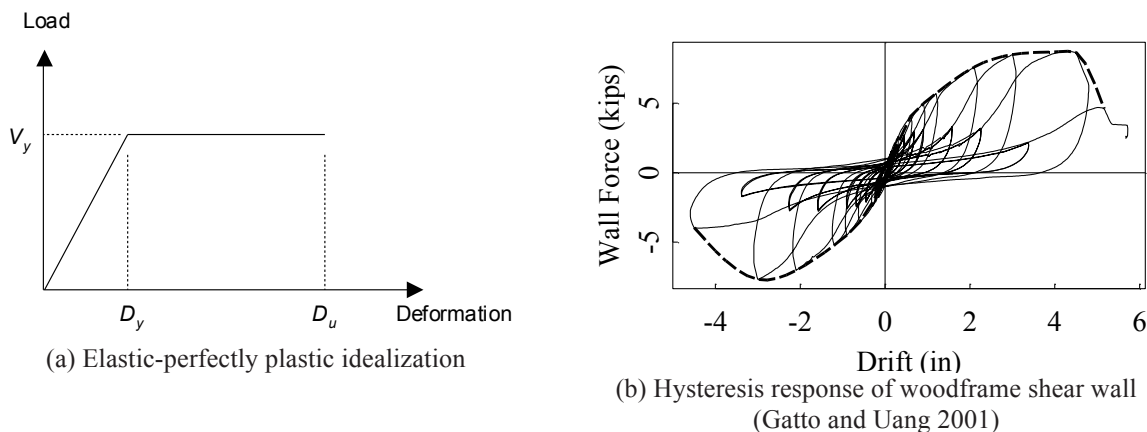 Load
V_y
D_y
D_u
Deformation
(a) Elastic-perfectly plastic idealization
Wall Force (kips)
5
0
-5
-4
-2
0
2
4
6
Drift (in)
(b) Hysteresis response of woodframe shear wall
(Gatto and Uang 2001)